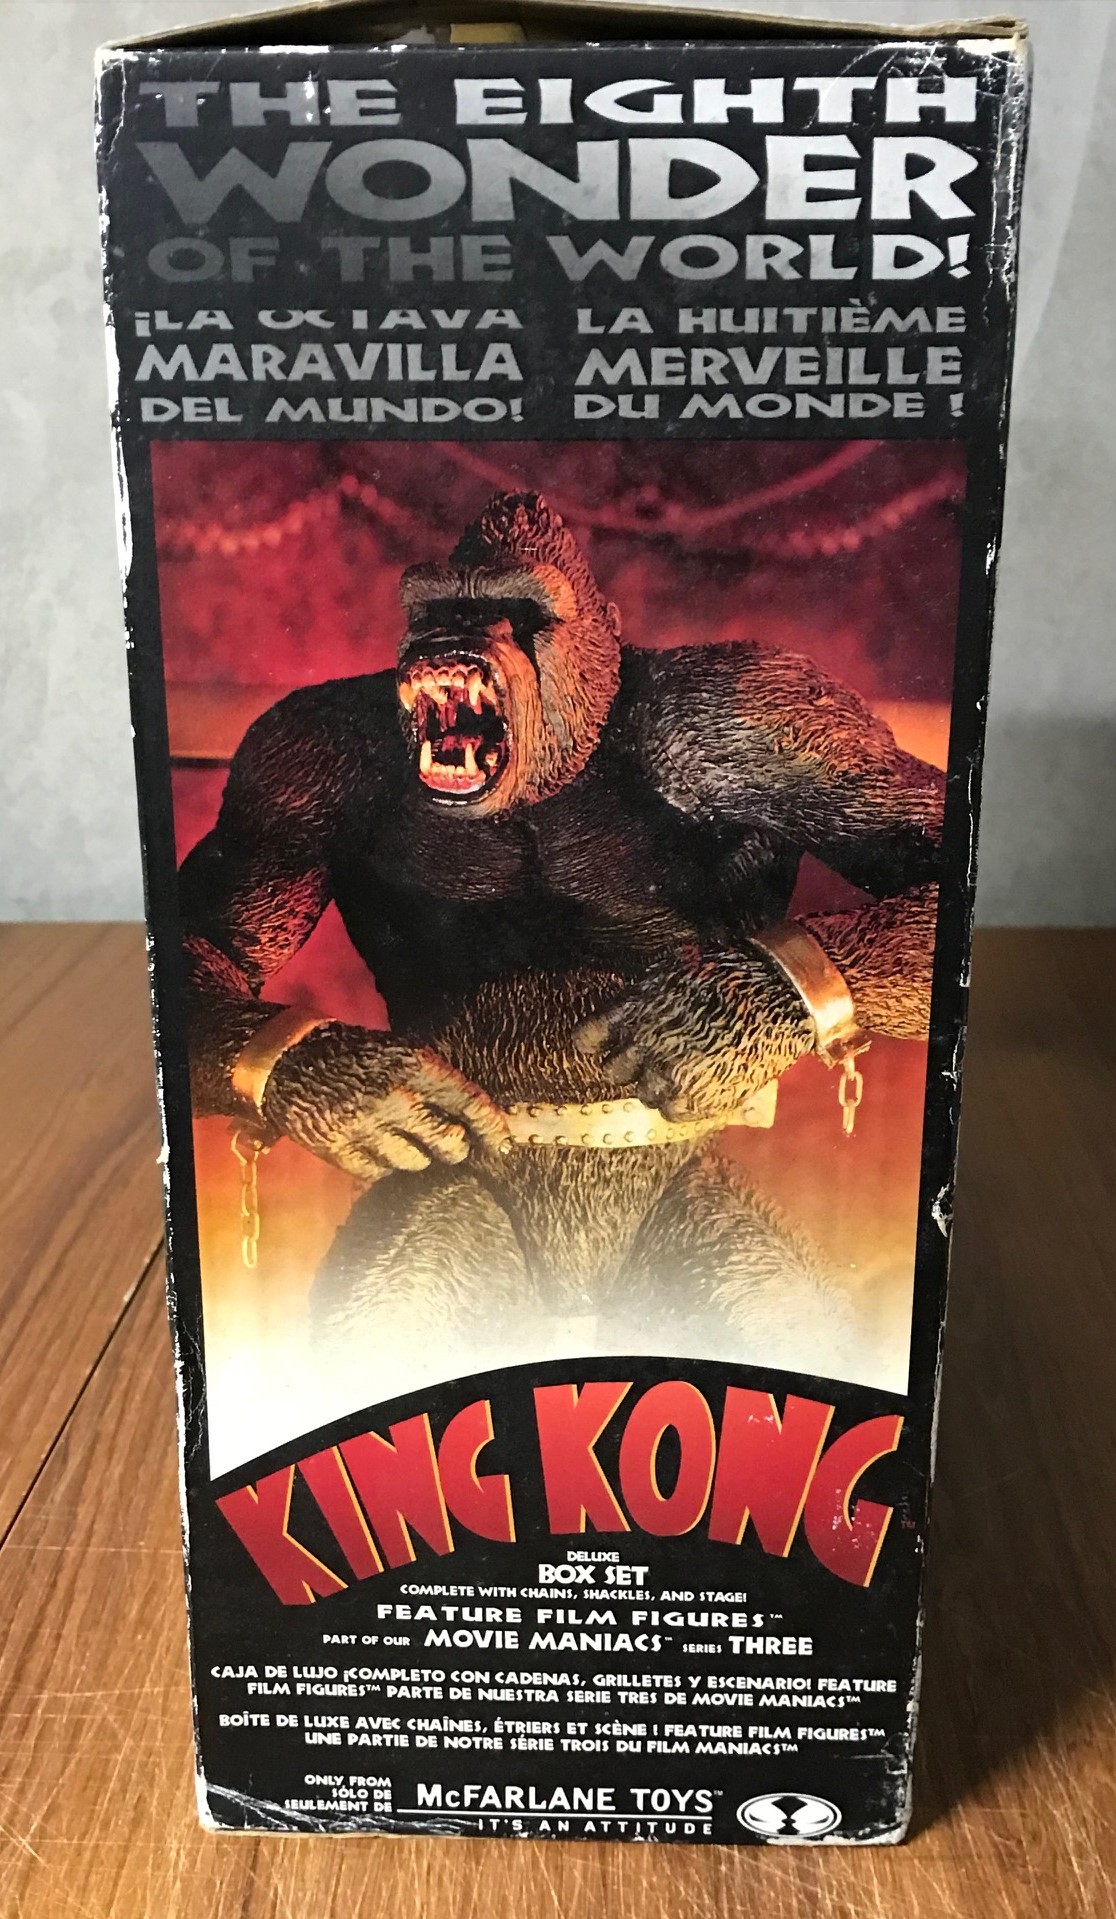 THE EIGHTH
WONDER
OF THE WORLD!
¡LA OCTAVA
MARAVILLA
DEL MUNDO!
LA HUITIÈME
MERVEILLE
DU MONDE !
KING KONG™
DELUXE
BOX SET
COMPLETE WITH CHAINS, SHACKLES, AND STAGE!
FEATURE FILM FIGURES™
PART OF OUR MOVIE MANIACS™ SERIES THREE
CAJA DE LUJO ¡COMPLETO CON CADENAS, GRILLETES Y ESCENARIO! FEATURE
FILM FIGURES™ PARTE DE NUESTRA SERIE TRES DE MOVIE MANIACS™
BOÎTE DE LUXE AVEC CHAÎNES, ÉTRIERS ET SCÈNE ! FEATURE FILM FIGURES™
UNE PARTIE DE NOTRE SÉRIE TROIS DU FILM MANIACS™
ONLY FROM
SÓLO DE
SEULEMENT DE
McFARLANE TOYS™
IT'S AN ATTITUDE